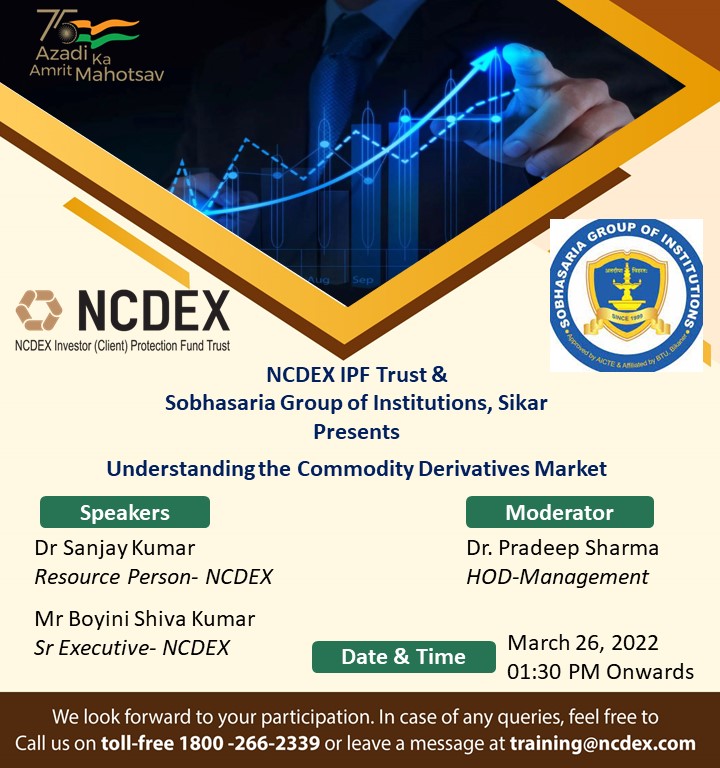 75
Azadi Ka
Amrit Mahotsav
Aug Sep
SOBHASARIA GROUP OF INSTITUTIONS
SINCE 1999
Approved by AICTE & Affiliated by BTU, Bikaner
NCDEX
NCDEX Investor (Client) Protection Fund Trust
NCDEX IPF Trust &
Sobhasaria Group of Institutions, Sikar
Presents
Understanding the Commodity Derivatives Market
Speakers
Dr Sanjay Kumar
Resource Person- NCDEX
Mr Boyini Shiva Kumar
Sr Executive- NCDEX
Moderator
Dr. Pradeep Sharma
HOD-Management
Date & Time
March 26, 2022
01:30 PM Onwards
We look forward to your participation. In case of any queries, feel free to
Call us on toll-free 1800 -266-2339 or leave a message at training@ncdex.com